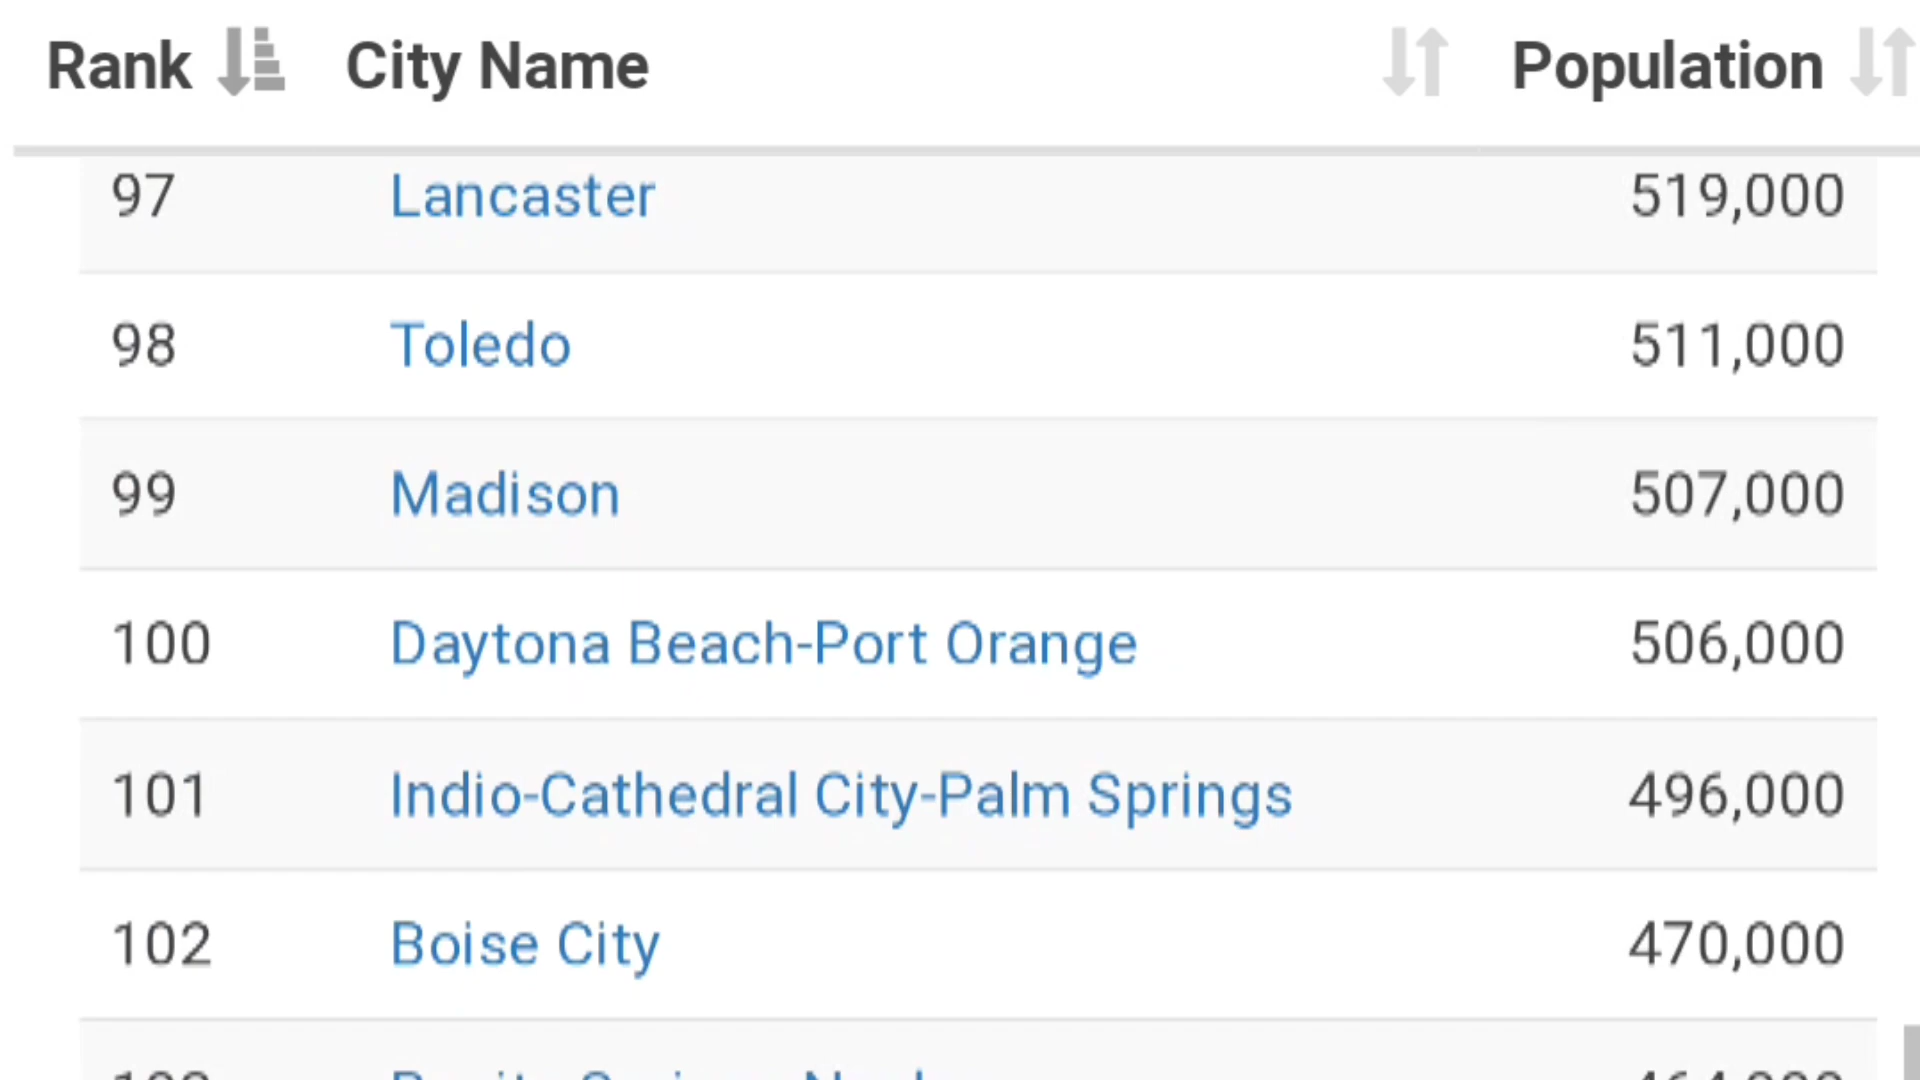 Rank City Name Population
97 Lancaster 519,000
98 Toledo 511,000
99 Madison 507,000
100 Daytona Beach-Port Orange 506,000
101 Indio-Cathedral City-Palm Springs 496,000
102 Boise City 470,000